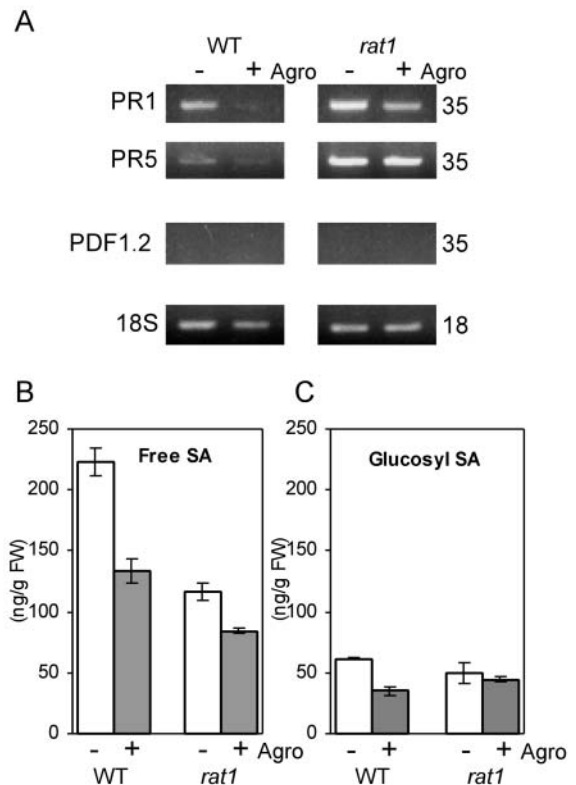 A
WT rat1
- + Agro - + Agro
PR1 35
PR5 35
PDF1.2 35
18S 18
B C
250 Free SA 250 Glucosyl SA
200 200
150 150
100 100
50 50
0 0
(ng/g FW) (ng/g FW)
- + - + Agro - + - + Agro
WT rat1 WT rat1